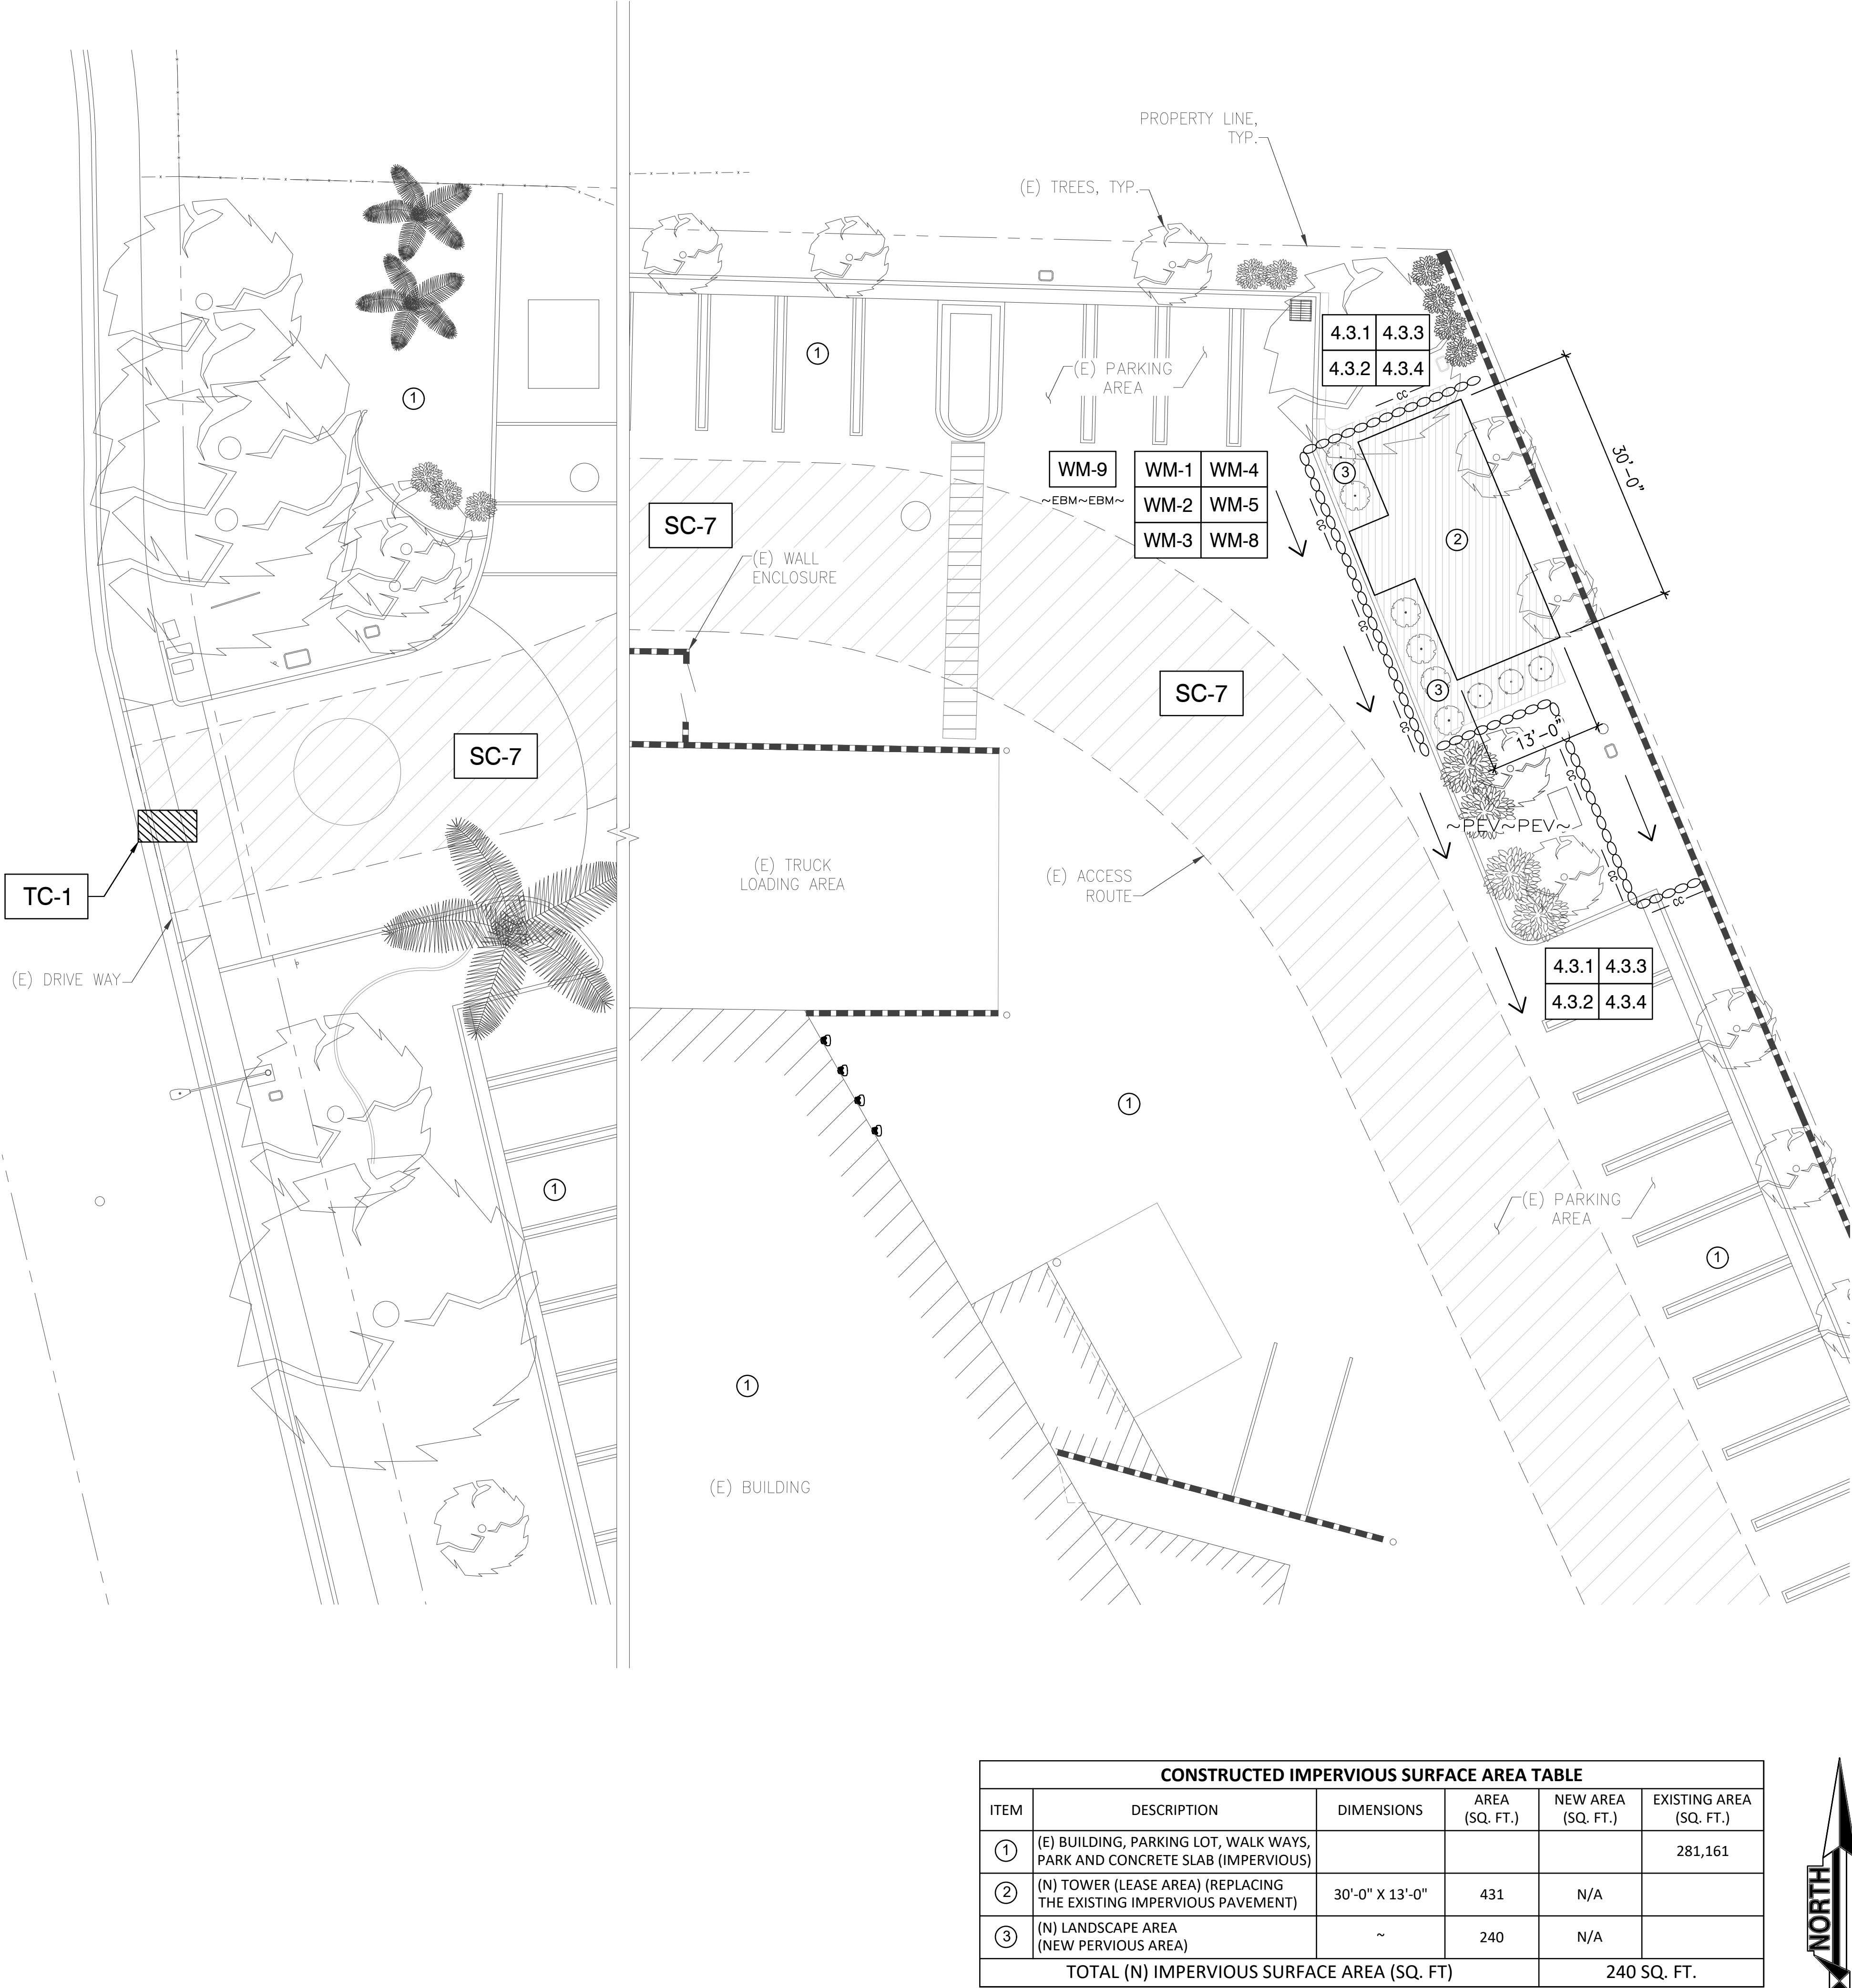 PROPERTY LINE,
TYP.
(E) TREES, TYP.
1
1
(E) PARKING
AREA
4.3.1 4.3.3
4.3.2 4.3.4
CC
30'-0"
3
2
WM-9
~EBM~EBM~
WM-1 WM-4
WM-2 WM-5
WM-3 WM-8
SC-7
(E) WALL
ENCLOSURE
CC
CC
SC-7
3
CC
13'-0"
SC-7
CC
~PEV~PEV~
TC-1
(E) TRUCK
LOADING AREA
(E) ACCESS
ROUTE
CC
CC
(E) DRIVE WAY
4.3.1 4.3.3
4.3.2 4.3.4
1
1
(E) PARKING
AREA
1
1
(E) BUILDING
CONSTRUCTED IMPERVIOUS SURFACE AREA TABLE
ITEM DESCRIPTION DIMENSIONS AREA (SQ. FT.) NEW AREA (SQ. FT.) EXISTING AREA (SQ. FT.)
1 (E) BUILDING, PARKING LOT, WALK WAYS,
PARK AND CONCRETE SLAB (IMPERVIOUS) 281,161
2 (N) TOWER (LEASE AREA) (REPLACING
THE EXISTING IMPERVIOUS PAVEMENT) 30'-0" X 13'-0" 431 N/A
3 (N) LANDSCAPE AREA
(NEW PERVIOUS AREA) ~ 240 N/A
TOTAL (N) IMPERVIOUS SURFACE AREA (SQ. FT) 240 SQ. FT.
NORTH